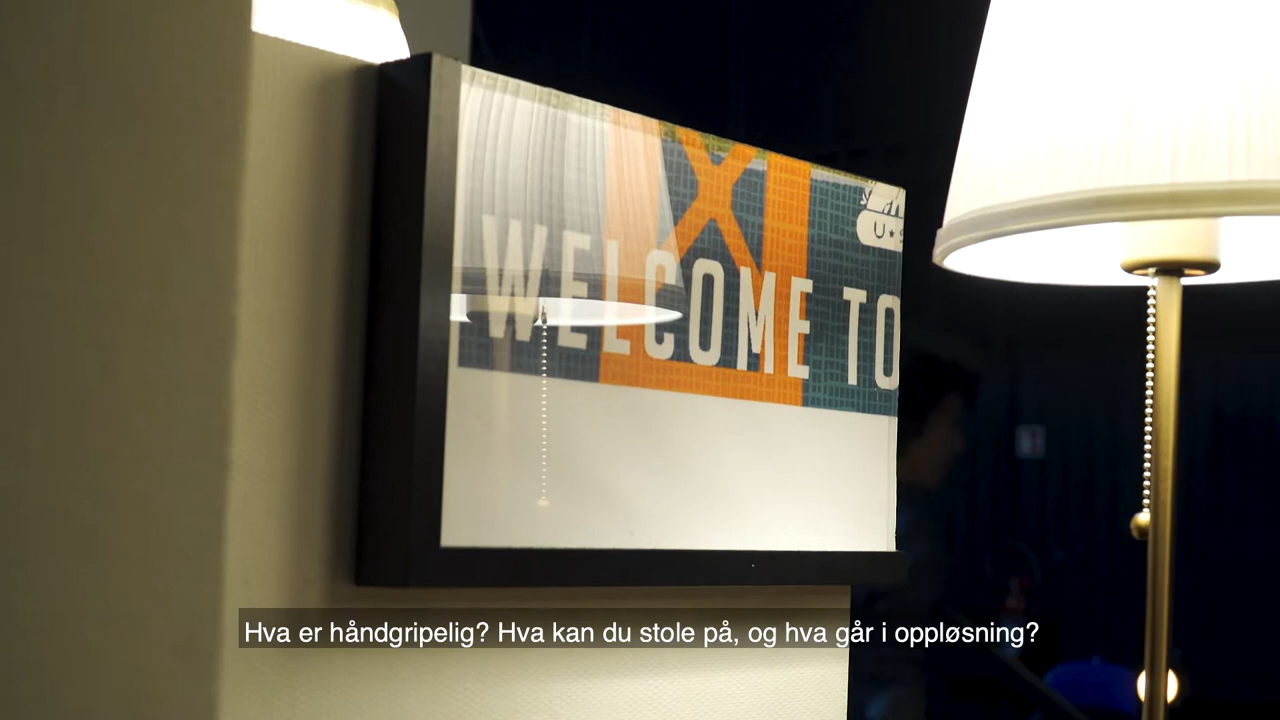 U★S
WELCOME TO
Hva er håndgripelig? Hva kan du stole på, og hva går i oppløsning?